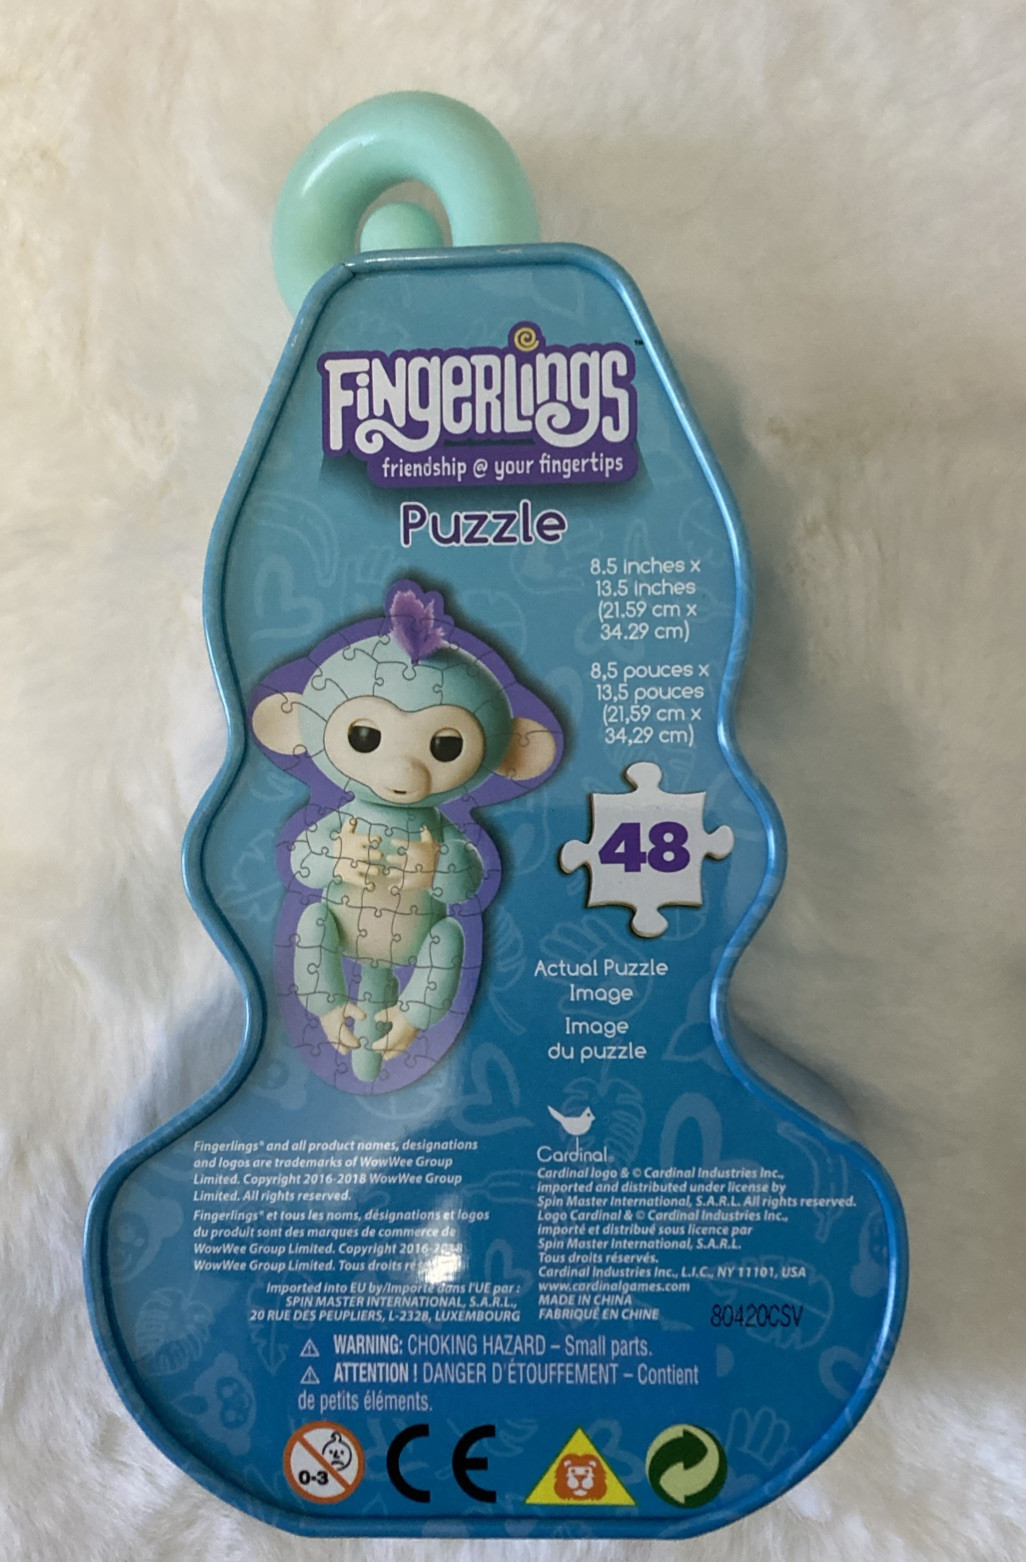 FiNGERLiNGS™
friendship @ your fingertips
Puzzle
8.5 inches x
13.5 inches
(21.59 cm x
34.29 cm)
8,5 pouces x
13,5 pouces
(21,59 cm x
34,29 cm)
48
Actual Puzzle
Image
Image
du puzzle
Fingerlings® and all product names, designations
and logos are trademarks of WowWee Group
Limited. Copyright 2016-2018 WowWee Group
Limited. All rights reserved.
Fingerlings® et tous les noms, désignations et logos
du produit sont des marques de commerce de
WowWee Group Limited. Copyright 2016-2018
WowWee Group Limited. Tous droits
Imported into EU by/Importé dans l'UE par :
SPIN MASTER INTERNATIONAL, S.A.R.L.,
20 RUE DES PEUPLIERS, L-2328, LUXEMBOURG
Cardinal®
Cardinal logo & © Cardinal Industries Inc.,
imported and distributed under license by
Spin Master International, S.A.R.L. All rights reserved.
Logo Cardinal & © Cardinal Industries Inc.,
importé et distribué sous licence par
Spin Master International, S.A.R.L.
Tous droits réservés.
Cardinal Industries Inc., L.I.C., NY 11101, USA
www.cardinalgames.com
MADE IN CHINA
FABRIQUÉ EN CHINE
80420CSV
⚠ WARNING: CHOKING HAZARD – Small parts.
⚠ ATTENTION ! DANGER D'ÉTOUFFEMENT – Contient
de petits éléments.
0-3
CE